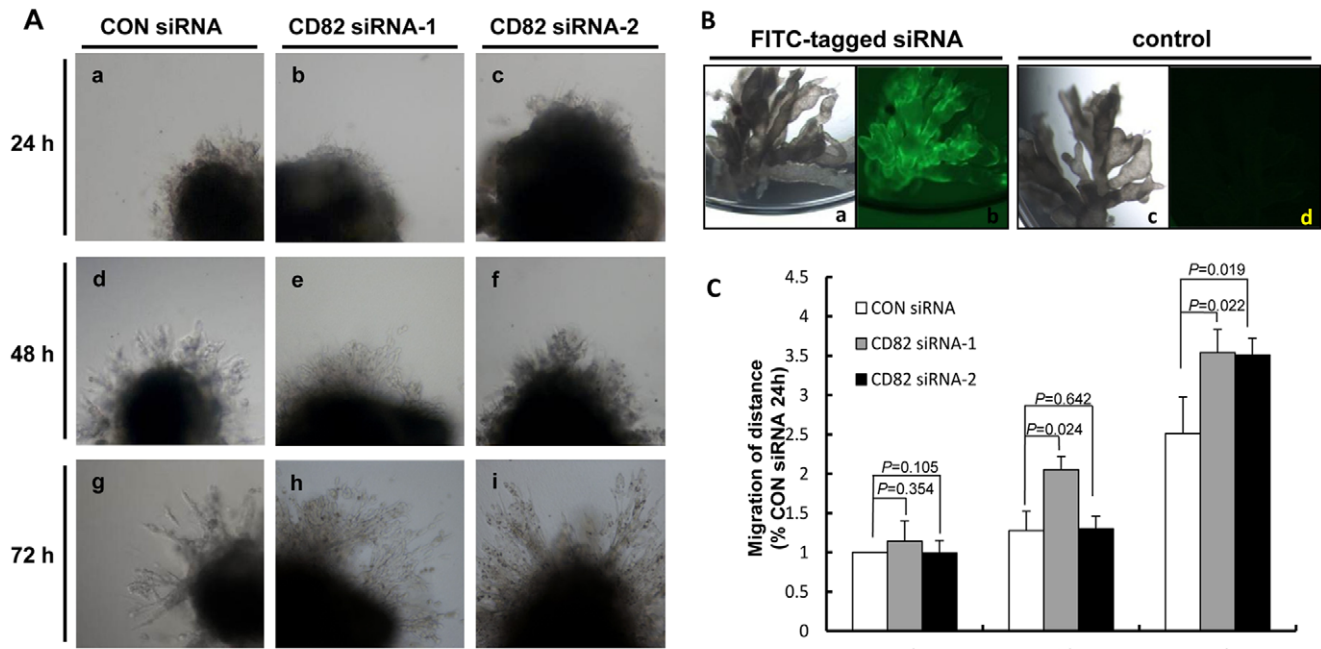 A
CON siRNA CD82 siRNA-1 CD82 siRNA-2
24 h
a b c
48 h
d e f
72 h
g h i
B
FITC-tagged siRNA control
a b c d
C
Migration of distance
(% CON siRNA 24h)
4.5
4
3.5
3
2.5
2
1.5
1
0.5
0
CON siRNA
CD82 siRNA-1
CD82 siRNA-2
P=0.105
P=0.354
P=0.642
P=0.024
P=0.019
P=0.022